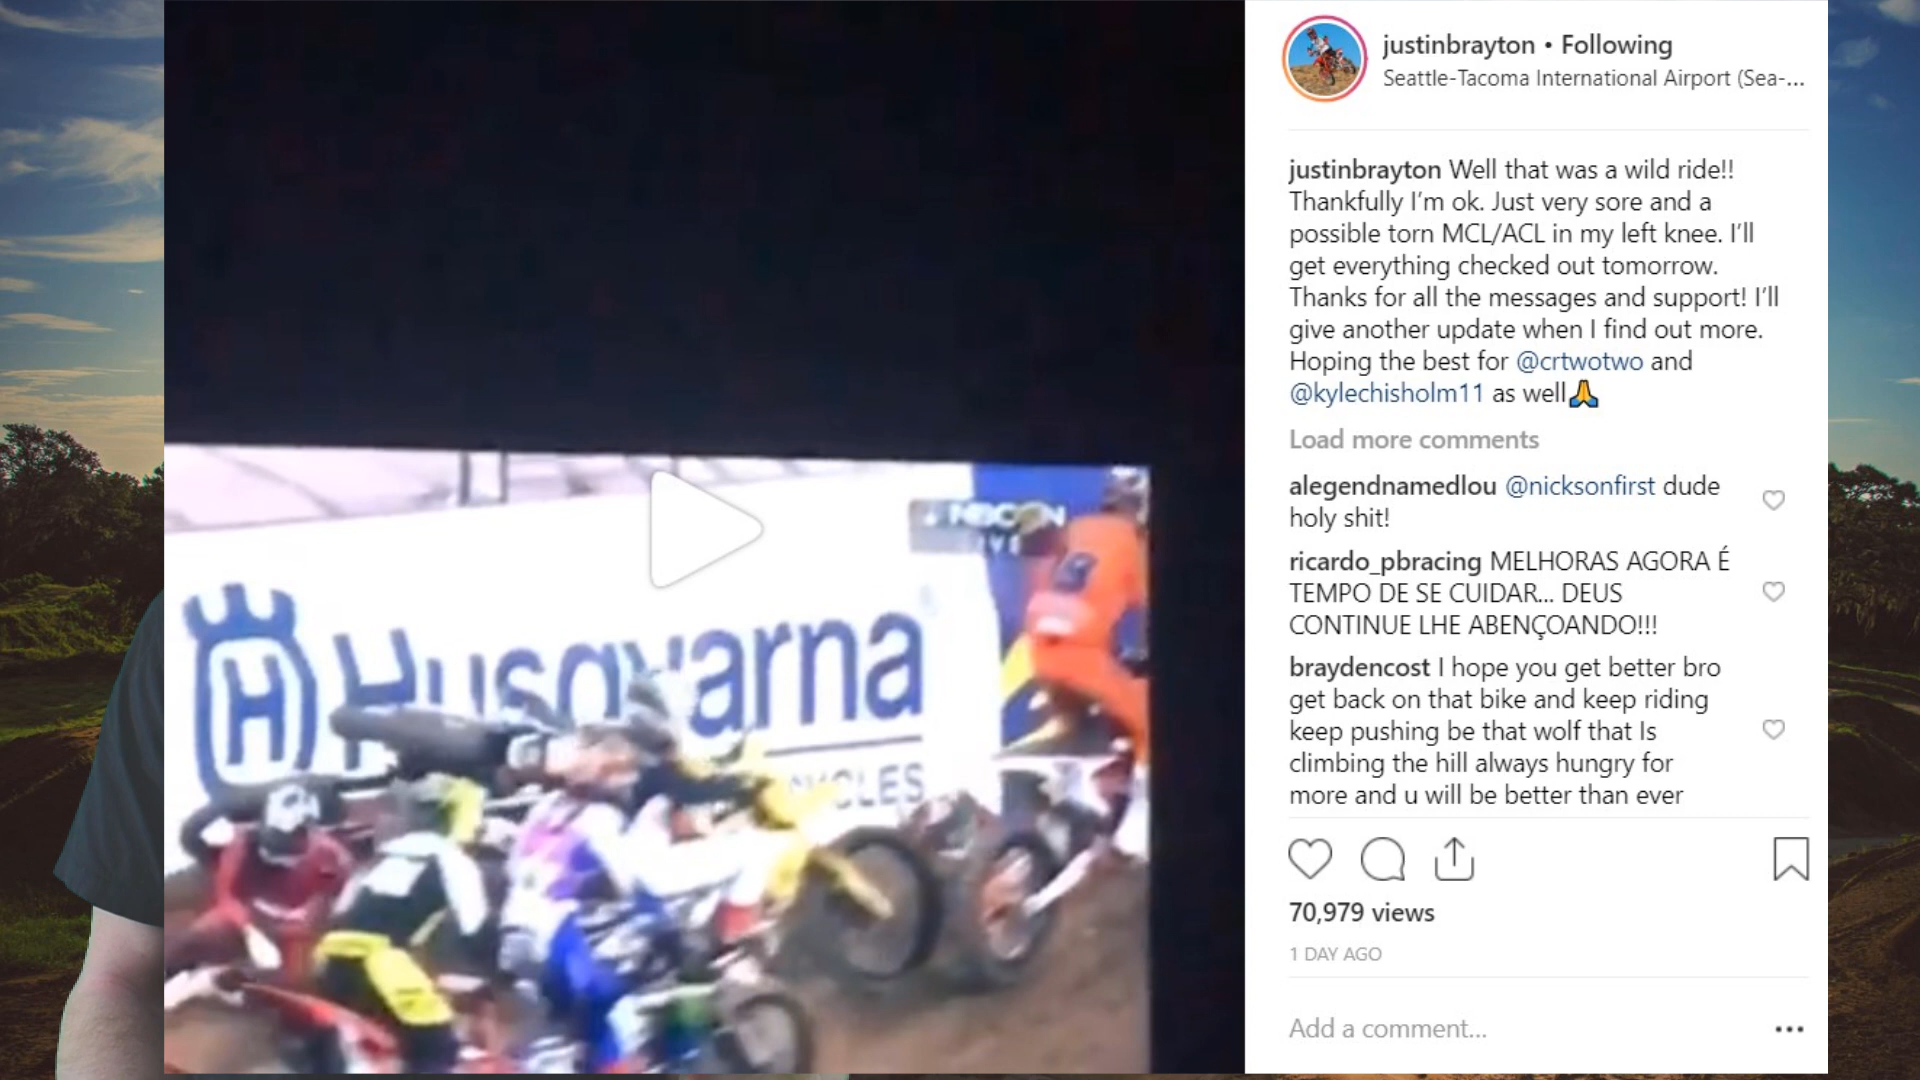 justinbrayton • Following
Seattle-Tacoma International Airport (Sea-...
justinbrayton Well that was a wild ride!!
Thankfully I'm ok. Just very sore and a
possible torn MCL/ACL in my left knee. I'll
get everything checked out tomorrow.
Thanks for all the messages and support! I'll
give another update when I find out more.
Hoping the best for @crtwotwo and
@kylechisholm11 as well🙏
Load more comments
alegendnamedlou @nicksonfirst dude
holy shit!
ricardo_pbracing MELHORAS AGORA É
TEMPO DE SE CUIDAR... DEUS
CONTINUE LHE ABENÇOANDO!!!
braydencost I hope you get better bro
get back on that bike and keep riding
keep pushing be that wolf that Is
climbing the hill always hungry for
more and u will be better than ever
70,979 views
1 DAY AGO
Add a comment...
NBCSN
LIVE
H Husqvarna